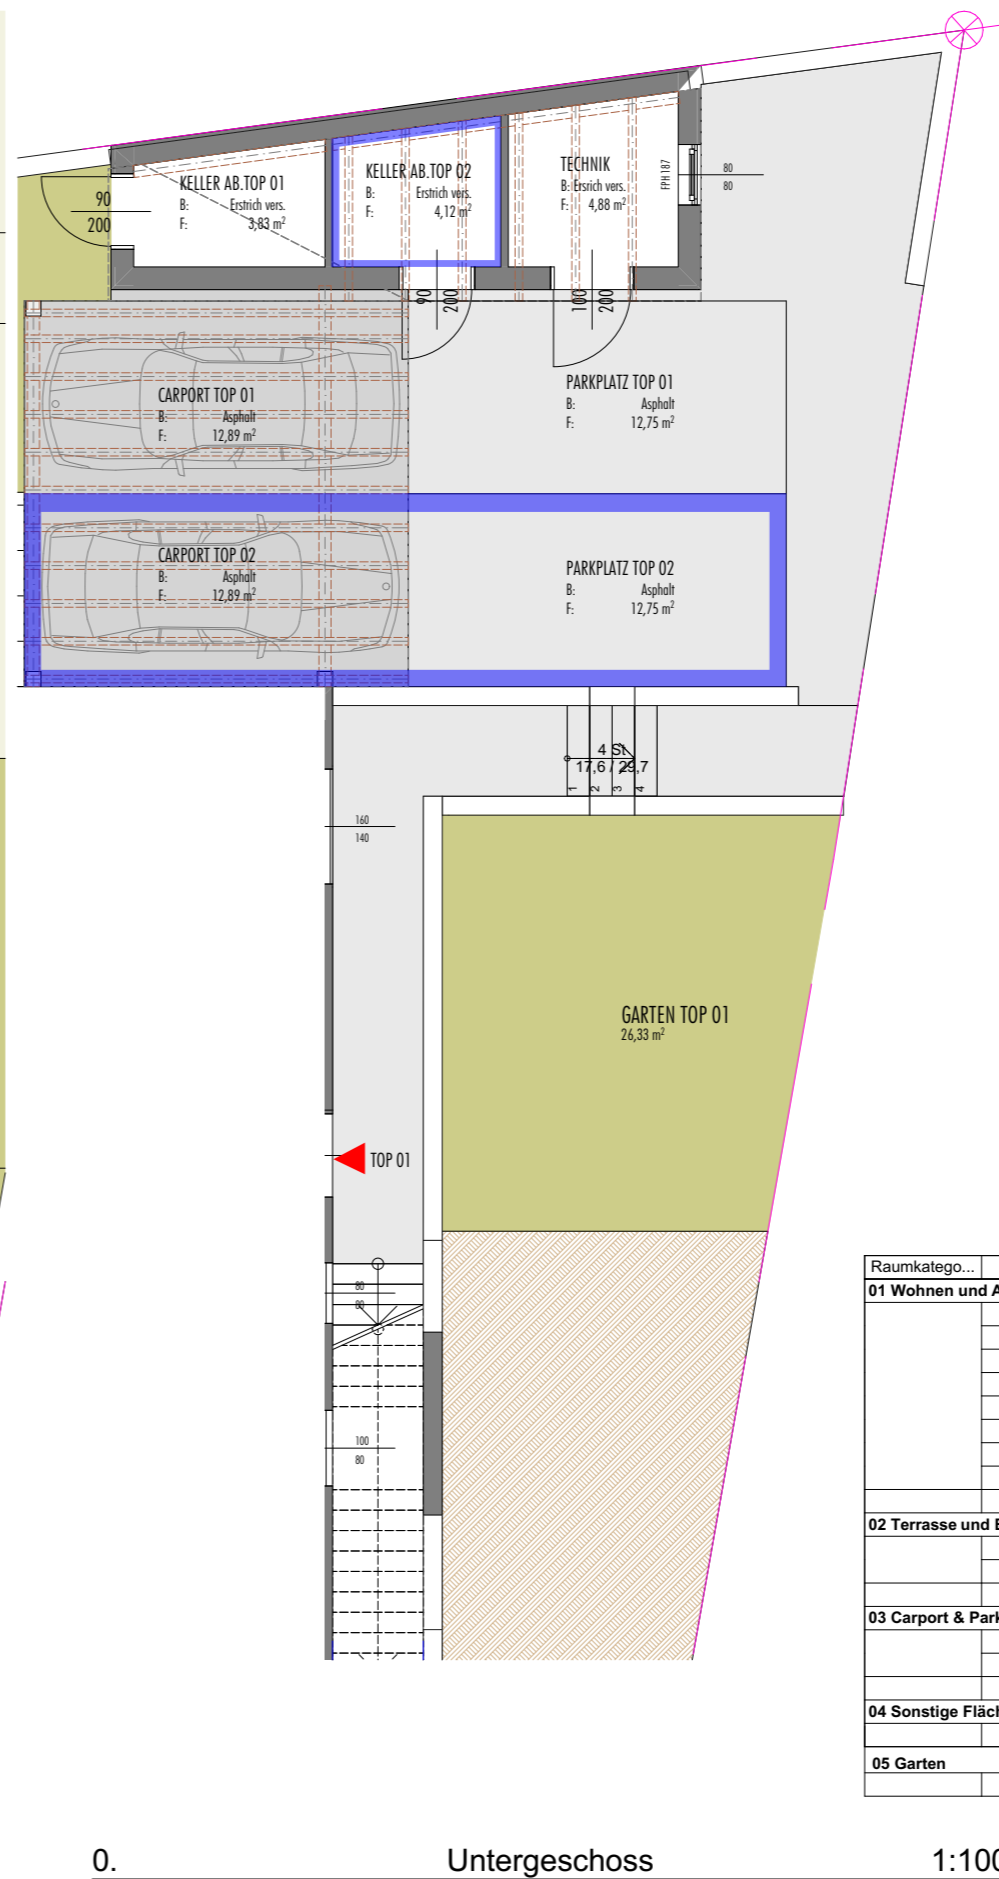 KELLER AB.TOP 01
B: Erstrich vers.
F: 3,83 m²
KELLER AB.TOP 02
B: Erstrich vers.
F: 4,12 m²
TECHNIK
B: Ersrich vers.
F: 4,88 m²
FPH 187
80
80
90
200
90
200
100
200
CARPORT TOP 01
B: Asphalt
F: 12,89 m²
PARKPLATZ TOP 01
B: Asphalt
F: 12,75 m²
CARPORT TOP 02
B: Asphalt
F: 12,89 m²
PARKPLATZ TOP 02
B: Asphalt
F: 12,75 m²
4 St
17,6 / 29,7
1 2 3 4
160
140
GARTEN TOP 01
26,33 m²
TOP 01
80
80
100
80
Raumkatego...
01 Wohnen und A
02 Terrasse und
03 Carport & Park
04 Sonstige Fläch
05 Garten
0. Untergeschoss 1:100